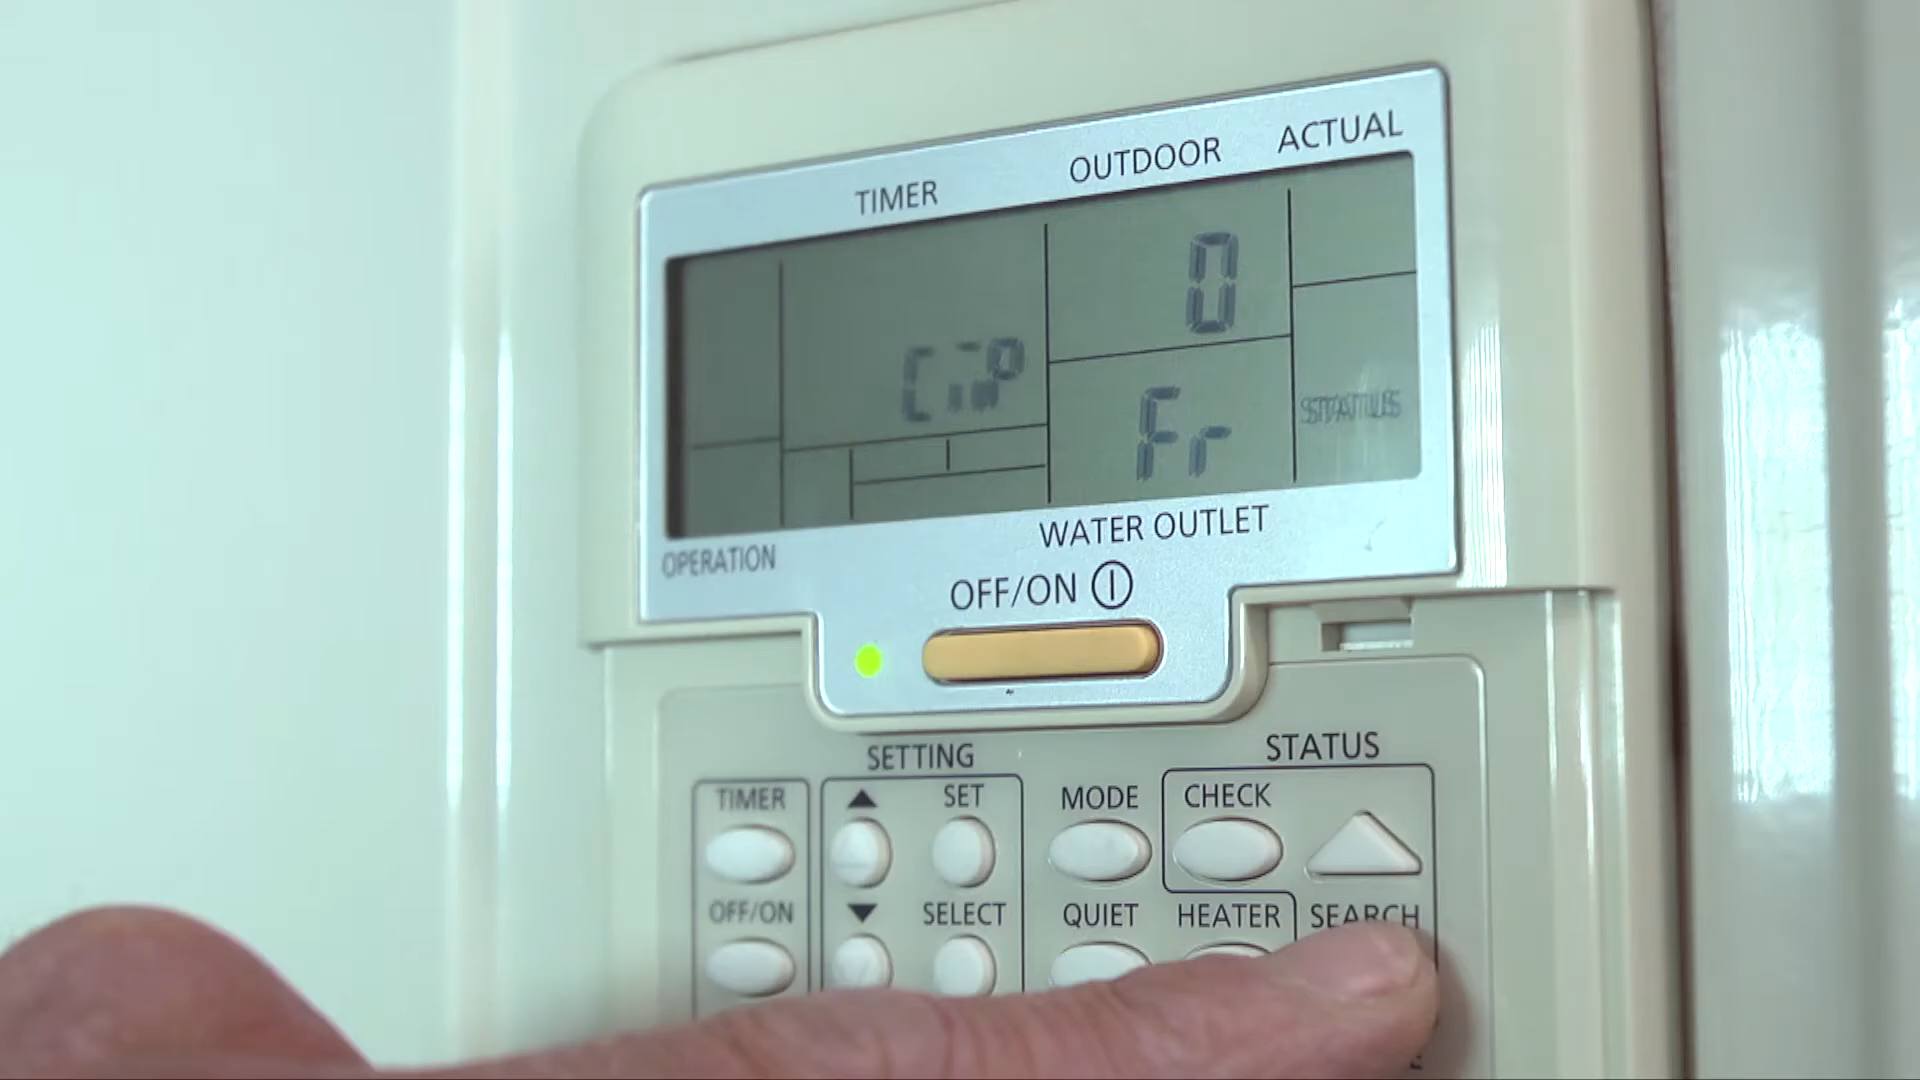 TIMER OUTDOOR ACTUAL
0
Fr
STATUS
OPERATION
WATER OUTLET
OFF/ON
SETTING
STATUS
TIMER
SET
MODE
CHECK
OFF/ON
SELECT
QUIET
HEATER
SEARCH